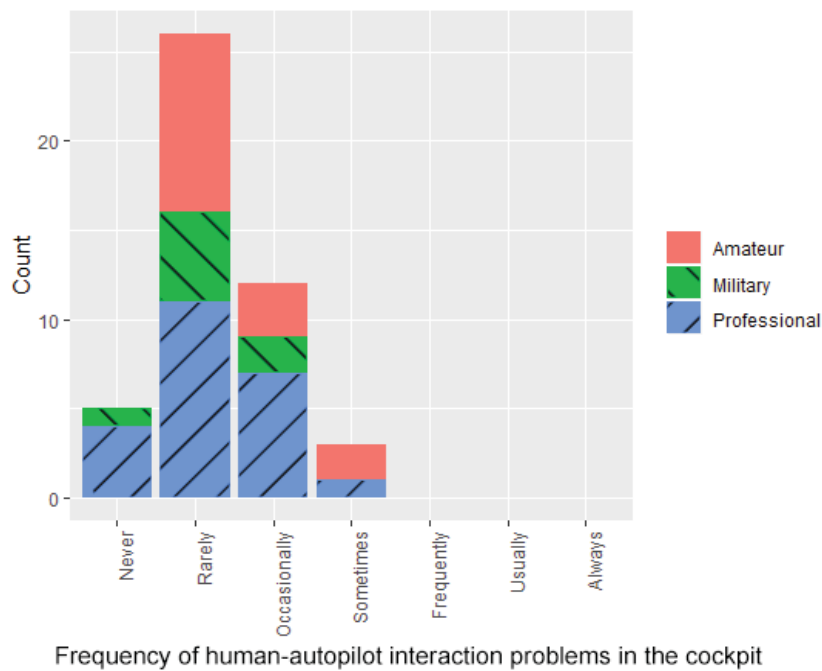 Count
20
10
0
Never
Rarely
Occasionally
Sometimes
Frequently
Usually
Always
Frequency of human-autopilot interaction problems in the cockpit
Amateur
Military
Professional